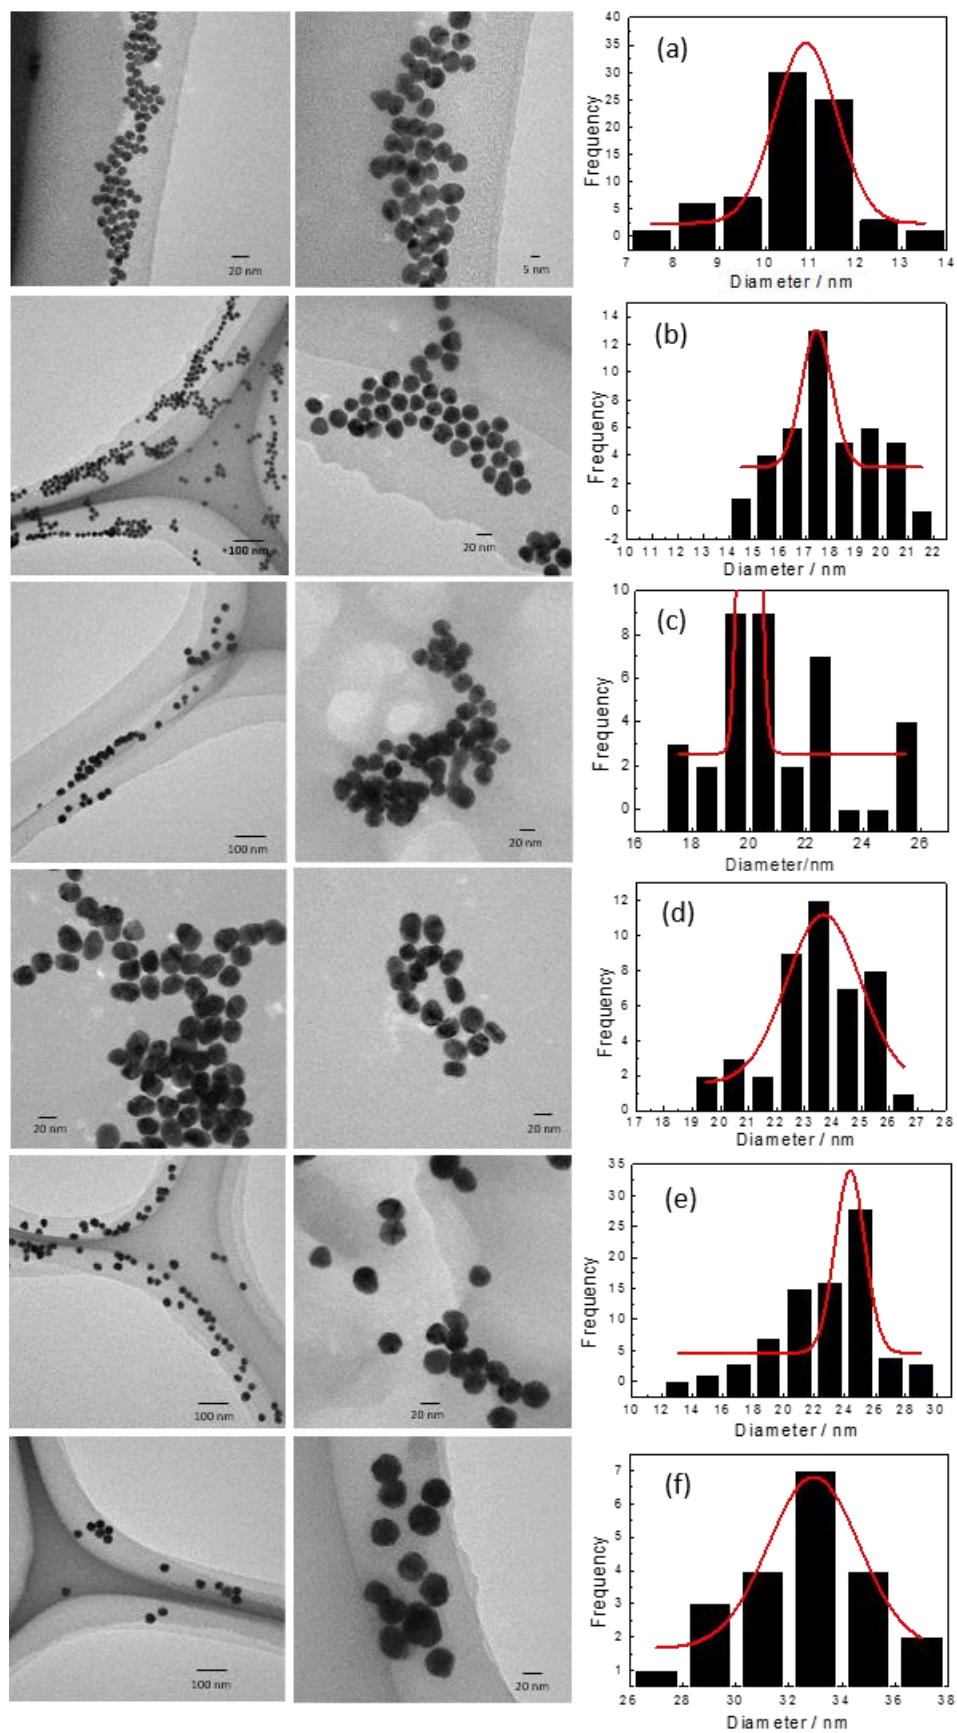 40
35
30
25
20
15
10
5
0
Frequency
(a)
7 8 9 10 11 12 13 14
Diameter / nm
20 nm
5 nm
14
12
10
8
6
4
2
0
-2
Frequency
(b)
10 11 12 13 14 15 16 17 18 19 20 21 22
Diameter / nm
100 nm
20 nm
10
8
6
4
2
0
Frequency
(c)
16 18 20 22 24 26
Diameter/nm
100 nm
20 nm
12
10
8
6
4
2
0
Frequency
(d)
17 18 19 20 21 22 23 24 25 26 27 28
Diameter / nm
20 nm
20 nm
35
30
25
20
15
10
5
0
Frequency
(e)
10 12 14 16 18 20 22 24 26 28 30
Diameter / nm
100 nm
20 nm
7
6
5
4
3
2
1
Frequency
(f)
26 28 30 32 34 36 38
Diameter / nm
100 nm
20 nm